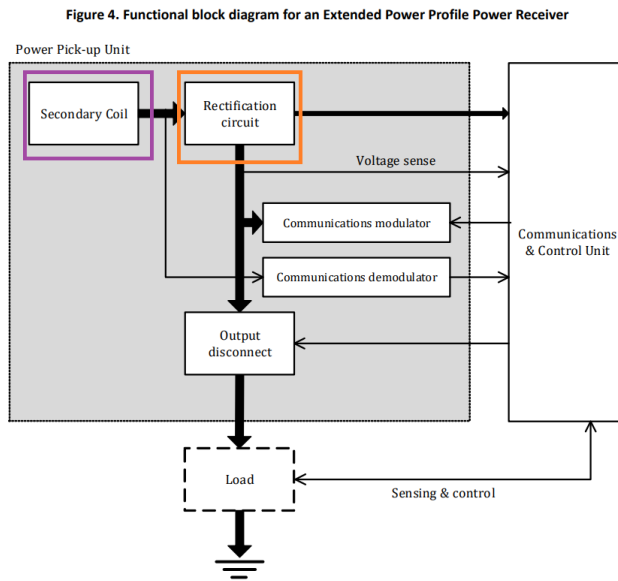 Figure 4. Functional block diagram for an Extended Power Profile Power Receiver
Power Pick-up Unit
Secondary Coil
Rectification
circuit
Voltage sense
Communications modulator
Communications
& Control Unit
Communications demodulator
Output
disconnect
Load
Sensing & control